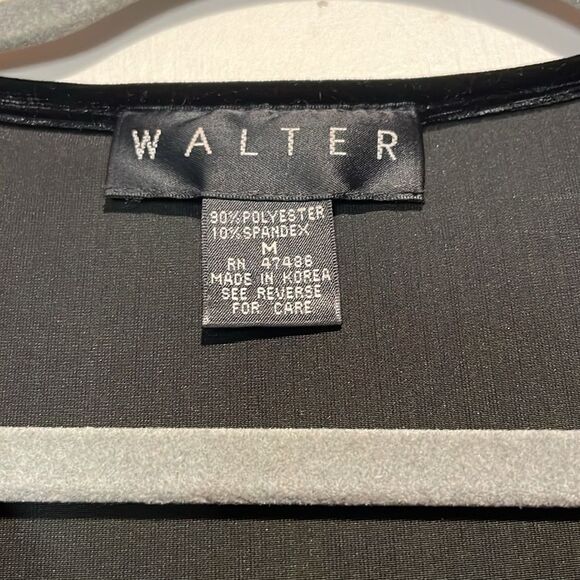 WALTER
90%POLYESTER
10%SPANDEX
M
RN 47486
MADE IN KOREA
SEE REVERSE
FOR CARE